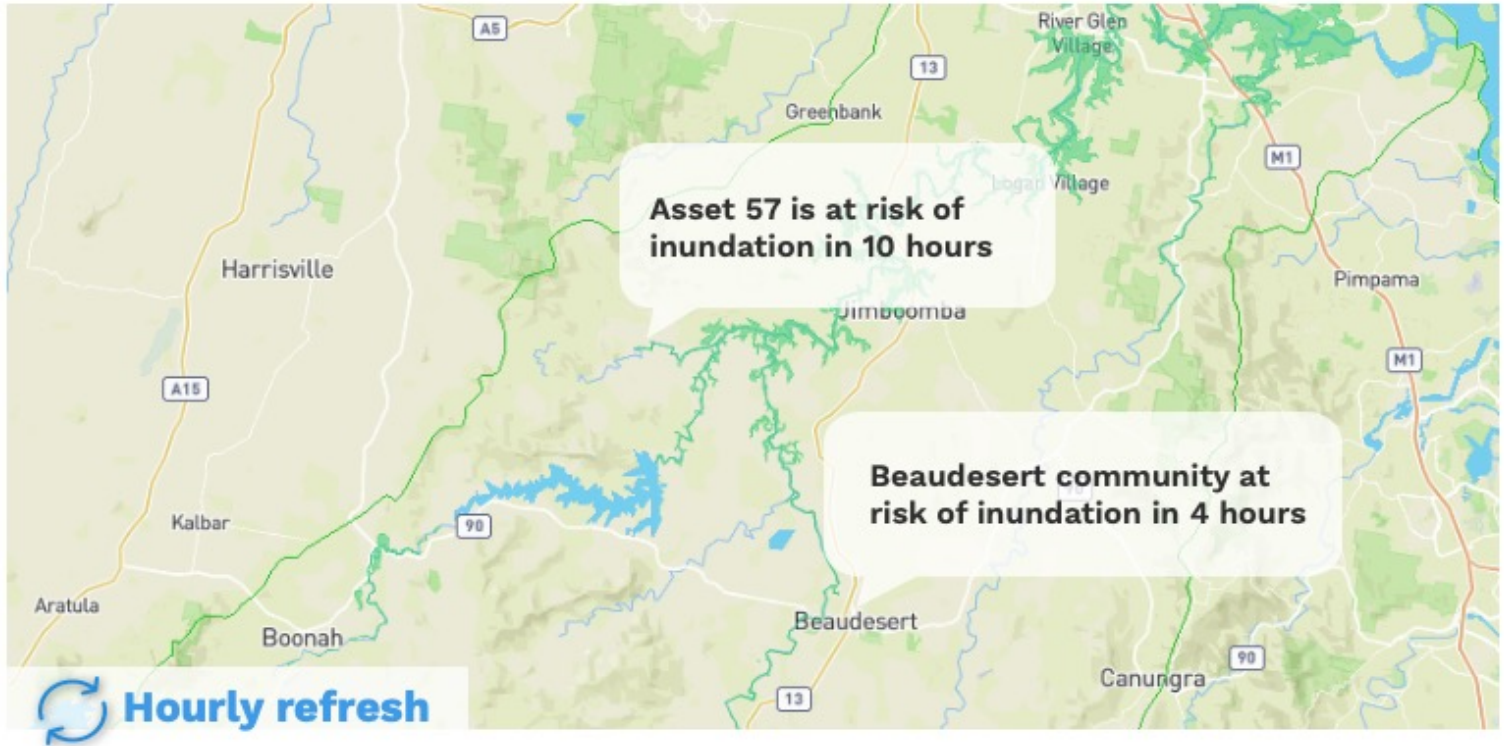 A5
River Glen
Village
13
Greenbank
M1
Logan Village
Asset 57 is at risk of
inundation in 10 hours
Harrisville
Pimpama
Jimboomba
M1
A15
Beaudesert community at
risk of inundation in 4 hours
90
Kalbar
90
Aratula
Boonah
Beaudesert
90
Canungra
13
Hourly refresh